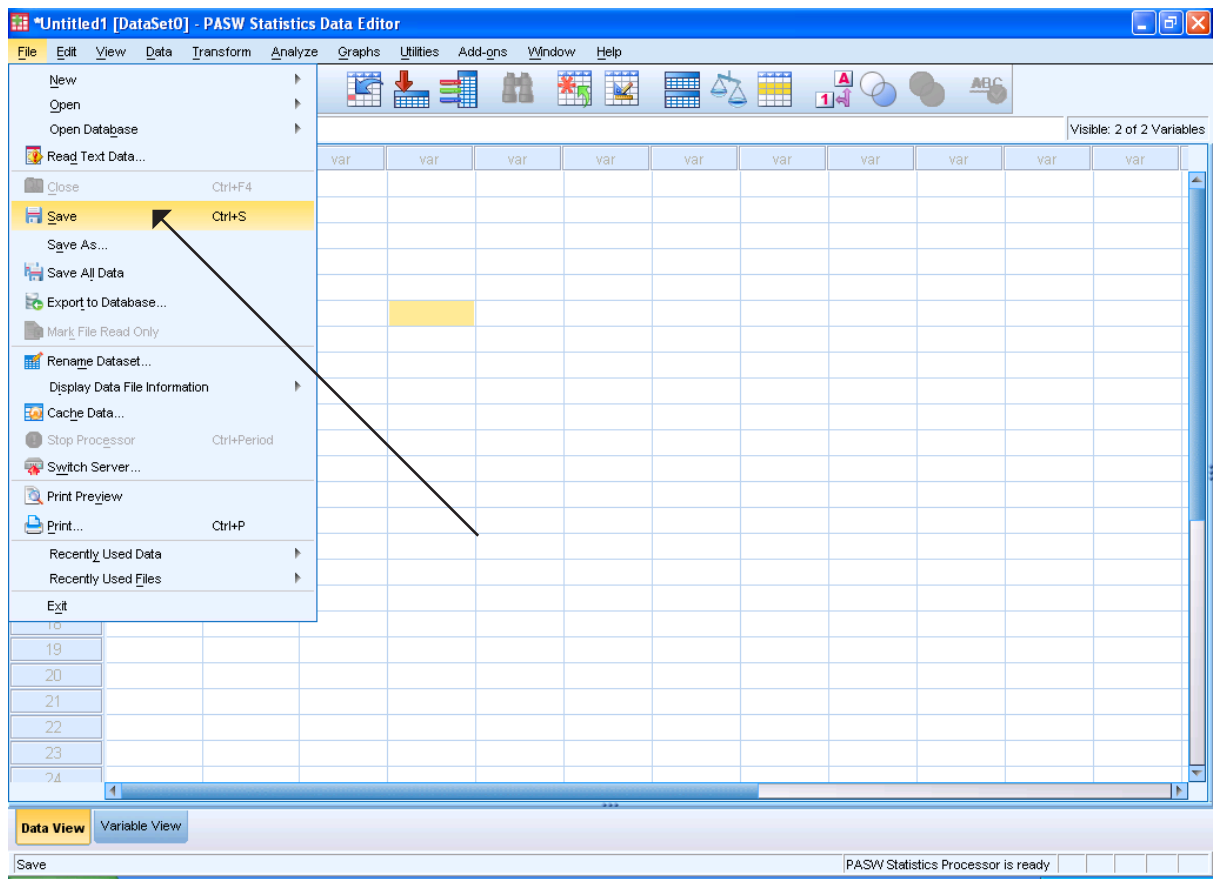 *Untitled1 [DataSet0] - PASW Statistics Data Editor
File Edit View Data Transform Analyze Graphs Utilities Add-ons Window Help
New
Open
Open Database
Read Text Data...
Close Ctrl+F4
Save Ctrl+S
Save As...
Save All Data
Export to Database...
Mark File Read Only
Rename Dataset...
Display Data File Information
Cache Data...
Stop Processor Ctrl+Period
Switch Server...
Print Preview
Print... Ctrl+P
Recently Used Data
Recently Used Files
Exit
A
1
ABC
Visible: 2 of 2 Variables
var var var var var var var var var var
18
19
20
21
22
23
24
Data View Variable View
Save PASW Statistics Processor is ready